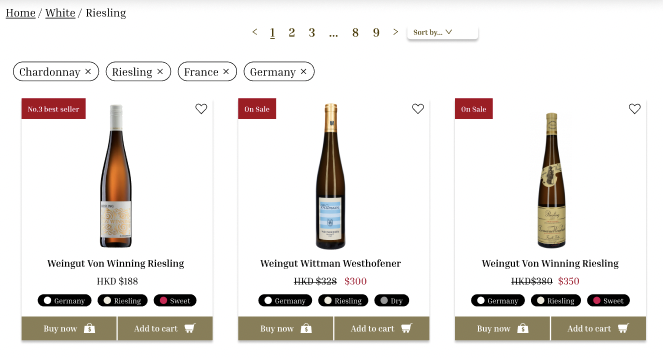 Home / White / Riesling
< 1 2 3 ... 8 9 > Sort by...
Chardonnay × Riesling × France × Germany ×
No.3 best seller
On Sale
On Sale
Weingut Von Winning Riesling
HKD $188
Germany Riesling Sweet
Buy now Add to cart
Weingut Wittman Westhofener
HKD $328 $300
Germany Riesling Dry
Buy now Add to cart
Riesling
Weingut Von Winning Riesling
HKD$380 $350
Germany Riesling Sweet
Buy now Add to cart